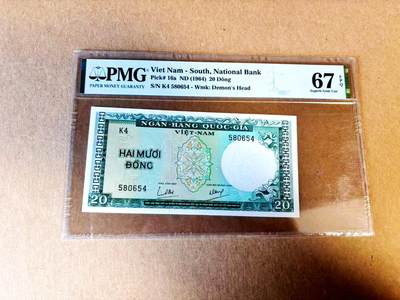 PMG
PAPER MONEY GUARANTY
Viet Nam - South, National Bank
Pick# 16a ND (1964) 20 Dông
S/N K4 580654 - Wmk: Demon's Head
67 EPQ
Superb Gem Unc
NGÂN-HÀNG QUỐC-GIA
VIỆT-NAM
K4
580654
HAI MƯƠI
ĐỒNG
580654
20
20